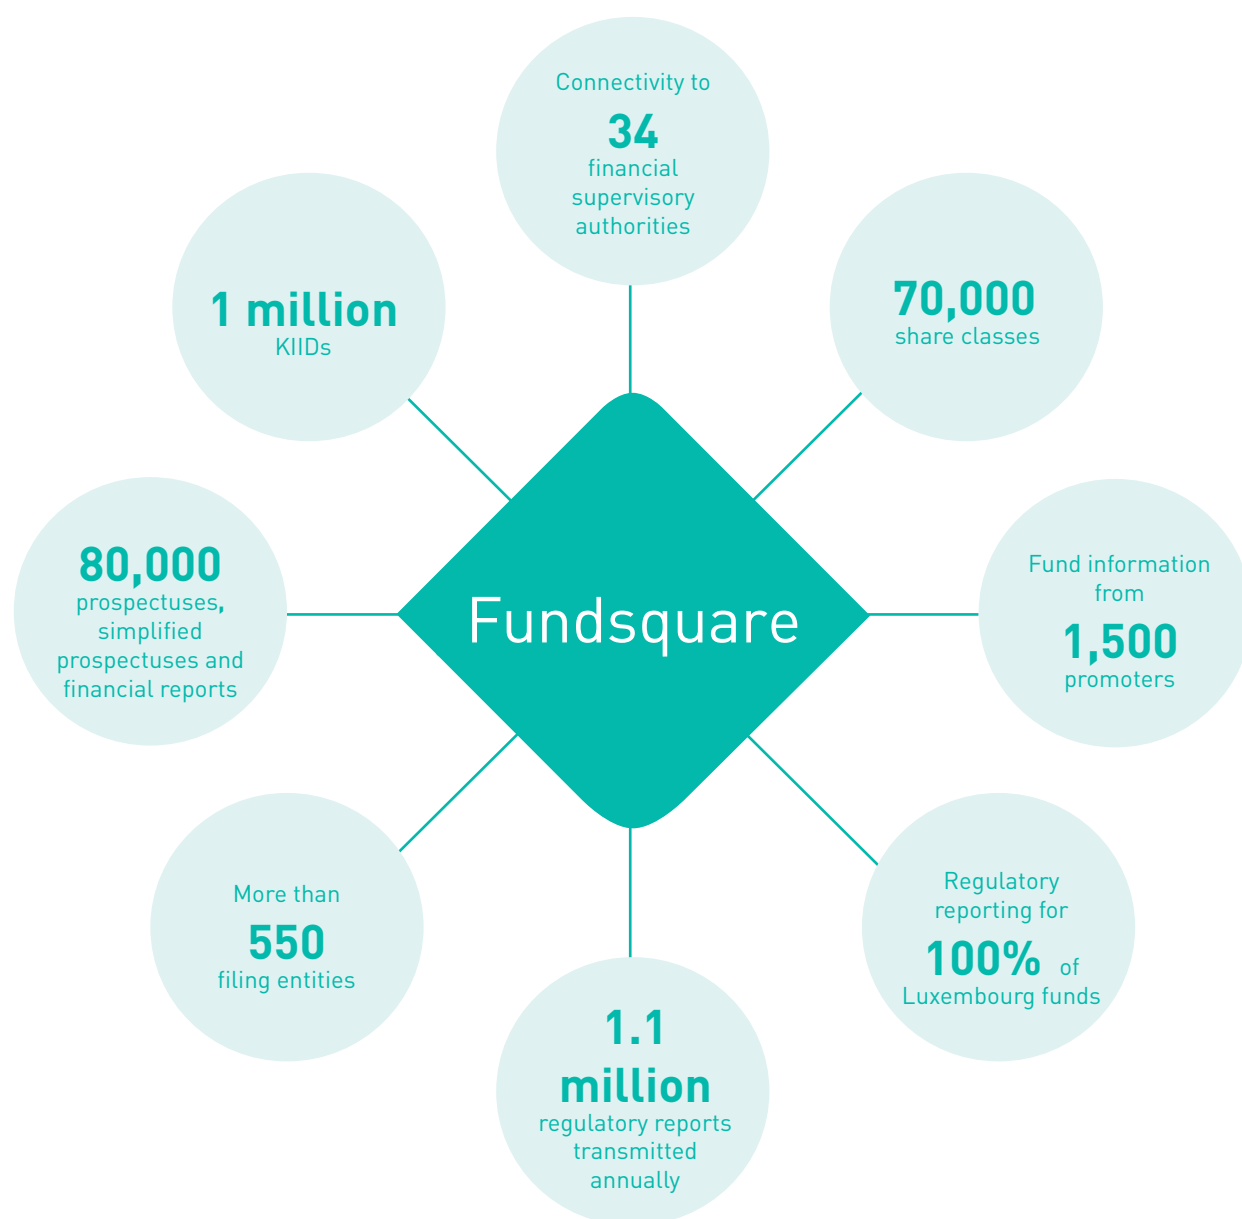 Connectivity to
34
financial
supervisory
authorities
1 million
KIIDs
70,000
share classes
80,000
prospectuses,
simplified
prospectuses and
financial reports
Fundsquare
Fund information
from
1,500
promoters
More than
550
filing entities
Regulatory
reporting for
100% of
Luxembourg funds
1.1
million
regulatory reports
transmitted
annually